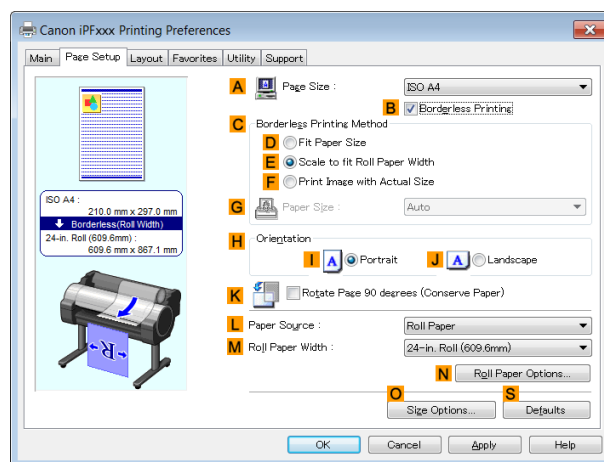 Canon iPFxxx Printing Preferences
Main Page Setup Layout Favorites Utility Support
A Page Size : ISO A4
B Borderless Printing
C Borderless Printing Method
D Fit Paper Size
E Scale to fit Roll Paper Width
F Print Image with Actual Size
G Paper Size : Auto
ISO A4 :
210.0 mm x 297.0 mm
Borderless(Roll Width)
24-in. Roll (609.6mm) :
609.6 mm x 867.1 mm
R
H Orientation
I A Portrait J A Landscape
K Rotate Page 90 degrees (Conserve Paper)
L Paper Source : Roll Paper
M Roll Paper Width : 24-in. Roll (609.6mm)
N Roll Paper Options...
O S
Size Options... Defaults
OK Cancel Apply Help